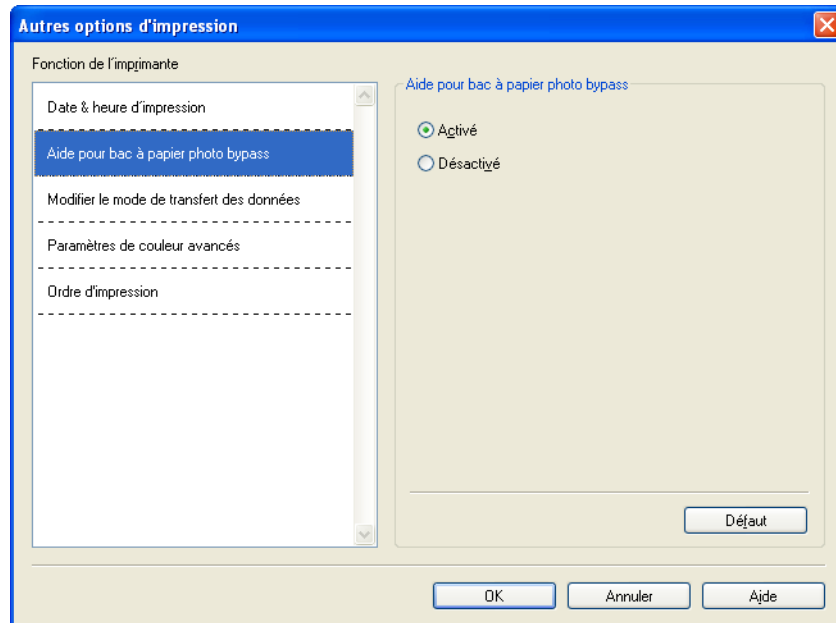 Autres options d'impression
Fonction de l'imprimante
Date & heure d'impression
Aide pour bac à papier photo bypass
Modifier le mode de transfert des données
Paramètres de couleur avancés
Ordre d'impression
Aide pour bac à papier photo bypass
Activé
Désactivé
Défaut
OK
Annuler
Aide